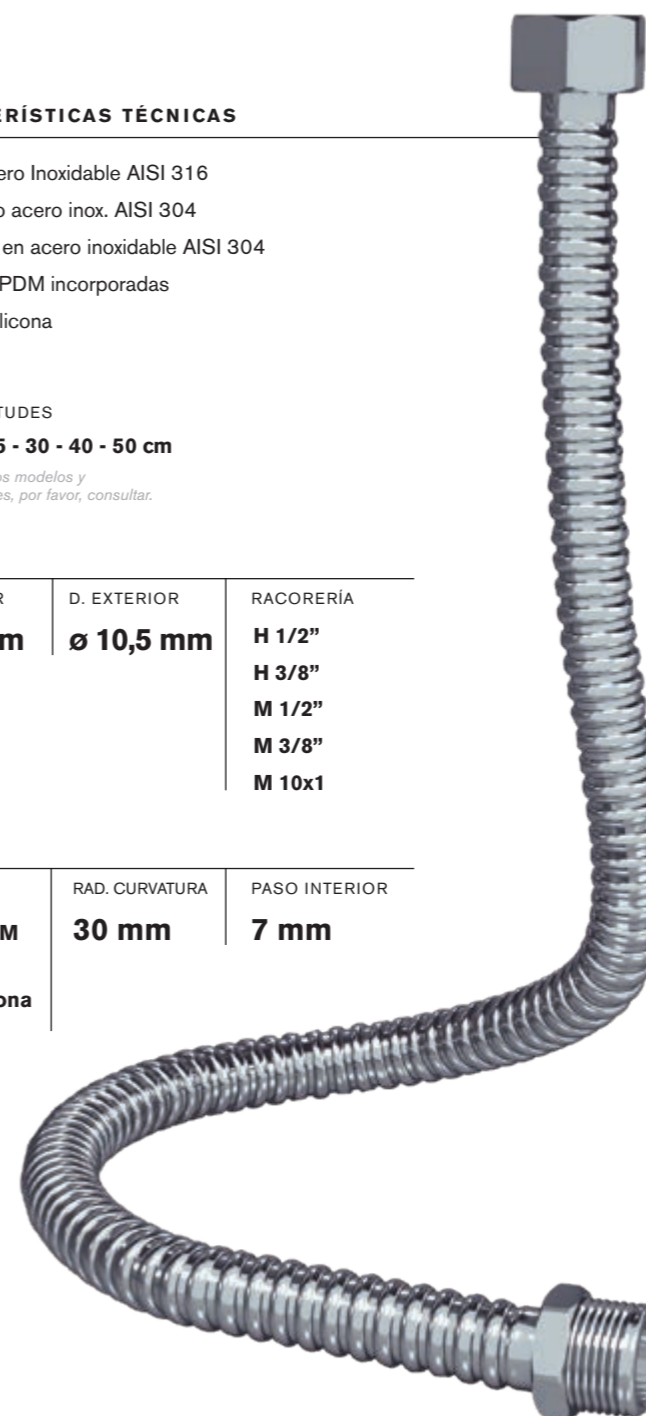 ERÍSTICAS TÉCNICAS
ero Inoxidable AISI 316
o acero inox. AISI 304
en acero inoxidable AISI 304
PDM incorporadas
licona
TUDES
5 - 30 - 40 - 50 cm
os modelos y
es, por favor, consultar.
R
m
D. EXTERIOR
ø 10,5 mm
RACORERÍA
H 1/2”
H 3/8”
M 1/2”
M 3/8”
M 10x1
M
ona
RAD. CURVATURA
30 mm
PASO INTERIOR
7 mm